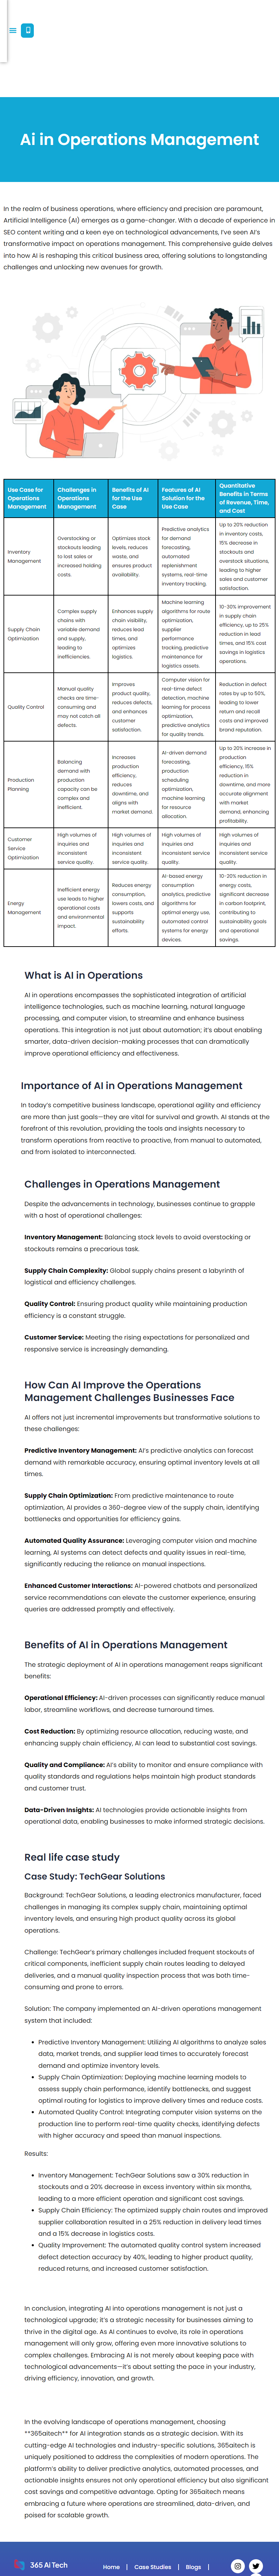 Ai in Operations Management
In the realm of business operations, where efficiency and precision are paramount,
Artificial Intelligence (AI) emerges as a game-changer. With a decade of experience in
SEO content writing and a keen eye on technological advancements, I've seen AI's
transformative impact on operations management. This comprehensive guide delves
into how AI is reshaping this critical business area, offering solutions to longstanding
challenges and unlocking new avenues for growth.
Use Case for
Operations
Management
Challenges in
Operations
Management
Benefits of AI
for the Use
Case
Features of AI
Solution for the
Use Case
Quantitative
Benefits in Terms
of Revenue, Time,
and Cost
Inventory
Management
Overstocking or
stockouts leading
to lost sales or
increased holding
costs.
Optimizes stock
levels, reduces
waste, and
ensures product
availability.
Predictive analytics
for demand
forecasting,
automated
replenishment
systems, real-time
inventory tracking.
Up to 20% reduction
in inventory costs,
15% decrease in
stockouts and
overstock situations,
leading to higher
sales and customer
satisfaction.
Supply Chain
Optimization
Complex supply
chains with
variable demand
and supply,
leading to
inefficiencies.
Enhances supply
chain visibility,
reduces lead
times, and
optimizes
logistics.
Machine learning
algorithms for route
optimization,
supplier
performance
tracking, predictive
maintenance for
logistics assets.
10-30% improvement
in supply chain
efficiency, up to 25%
reduction in lead
times, and 15% cost
savings in logistics
operations.
Quality Control
Manual quality
checks are time-
consuming and
may not catch all
defects.
Improves
product quality,
reduces defects,
and enhances
customer
satisfaction.
Computer vision for
real-time defect
detection, machine
learning for process
optimization,
predictive analytics
for quality trends.
Reduction in defect
rates by up to 50%,
leading to lower
return and recall
costs and improved
brand reputation.
Production
Planning
Balancing
demand with
production
capacity can be
complex and
inefficient.
Increases
production
efficiency,
reduces
downtime, and
aligns with
market demand.
AI-driven demand
forecasting,
production
scheduling
optimization,
machine learning
for resource
allocation.
Up to 20% increase in
production
efficiency, 15%
reduction in
downtime, and more
accurate alignment
with market
demand, enhancing
profitability.
Customer
Service
Optimization
High volumes of
inquiries and
inconsistent
service quality.
High volumes of
inquiries and
inconsistent
service quality.
High volumes of
inquiries and
inconsistent service
quality.
High volumes of
inquiries and
inconsistent service
quality.
Energy
Management
Inefficient energy
use leads to higher
operational costs
and environmental
impact.
Reduces energy
consumption,
lowers costs, and
supports
sustainability
efforts.
AI-based energy
consumption
analytics, predictive
algorithms for
optimal energy use,
automated control
systems for energy
devices.
10-20% reduction in
energy costs,
significant decrease
in carbon footprint,
contributing to
sustainability goals
and operational
savings.
What is AI in Operations
AI in operations encompasses the sophisticated integration of artificial
intelligence technologies, such as machine learning, natural language
processing, and computer vision, to streamline and enhance business
operations. This integration is not just about automation; it's about enabling
smarter, data-driven decision-making processes that can dramatically
improve operational efficiency and effectiveness.
Importance of AI in Operations Management
In today's competitive business landscape, operational agility and efficiency
are more than just goals—they are vital for survival and growth. AI stands at the
forefront of this revolution, providing the tools and insights necessary to
transform operations from reactive to proactive, from manual to automated,
and from isolated to interconnected.
Challenges in Operations Management
Despite the advancements in technology, businesses continue to grapple
with a host of operational challenges:
Inventory Management: Balancing stock levels to avoid overstocking or
stockouts remains a precarious task.
Supply Chain Complexity: Global supply chains present a labyrinth of
logistical and efficiency challenges.
Quality Control: Ensuring product quality while maintaining production
efficiency is a constant struggle.
Customer Service: Meeting the rising expectations for personalized and
responsive service is increasingly demanding.
How Can AI Improve the Operations
Management Challenges Businesses Face
AI offers not just incremental improvements but transformative solutions to
these challenges:
Predictive Inventory Management: AI's predictive analytics can forecast
demand with remarkable accuracy, ensuring optimal inventory levels at all
times.
Supply Chain Optimization: From predictive maintenance to route
optimization, AI provides a 360-degree view of the supply chain, identifying
bottlenecks and opportunities for efficiency gains.
Automated Quality Assurance: Leveraging computer vision and machine
learning, AI systems can detect defects and quality issues in real-time,
significantly reducing the reliance on manual inspections.
Enhanced Customer Interactions: AI-powered chatbots and personalized
service recommendations can elevate the customer experience, ensuring
queries are addressed promptly and effectively.
Benefits of AI in Operations Management
The strategic deployment of AI in operations management reaps significant
benefits:
Operational Efficiency: AI-driven processes can significantly reduce manual
labor, streamline workflows, and decrease turnaround times.
Cost Reduction: By optimizing resource allocation, reducing waste, and
enhancing supply chain efficiency, AI can lead to substantial cost savings.
Quality and Compliance: AI's ability to monitor and ensure compliance with
quality standards and regulations helps maintain high product standards
and customer trust.
Data-Driven Insights: AI technologies provide actionable insights from
operational data, enabling businesses to make informed strategic decisions.
Real life case study
Case Study: TechGear Solutions
Background: TechGear Solutions, a leading electronics manufacturer, faced
challenges in managing its complex supply chain, maintaining optimal
inventory levels, and ensuring high product quality across its global
operations.
Challenge: TechGear's primary challenges included frequent stockouts of
critical components, inefficient supply chain routes leading to delayed
deliveries, and a manual quality inspection process that was both time-
consuming and prone to errors.
Solution: The company implemented an AI-driven operations management
system that included:
• Predictive Inventory Management: Utilizing AI algorithms to analyze sales
data, market trends, and supplier lead times to accurately forecast
demand and optimize inventory levels.
• Supply Chain Optimization: Deploying machine learning models to
assess supply chain performance, identify bottlenecks, and suggest
optimal routing for logistics to improve delivery times and reduce costs.
• Automated Quality Control: Integrating computer vision systems on the
production line to perform real-time quality checks, identifying defects
with higher accuracy and speed than manual inspections.
Results:
• Inventory Management: TechGear Solutions saw a 30% reduction in
stockouts and a 20% decrease in excess inventory within six months,
leading to a more efficient operation and significant cost savings.
• Supply Chain Efficiency: The optimized supply chain routes and improved
supplier collaboration resulted in a 25% reduction in delivery lead times
and a 15% decrease in logistics costs.
• Quality Improvement: The automated quality control system increased
defect detection accuracy by 40%, leading to higher product quality,
reduced returns, and increased customer satisfaction.
In conclusion, integrating AI into operations management is not just a
technological upgrade; it's a strategic necessity for businesses aiming to
thrive in the digital age. As AI continues to evolve, its role in operations
management will only grow, offering even more innovative solutions to
complex challenges. Embracing AI is not merely about keeping pace with
technological advancements—it's about setting the pace in your industry,
driving efficiency, innovation, and growth.
In the evolving landscape of operations management, choosing
**365aitech** for AI integration stands as a strategic decision. With its
cutting-edge AI technologies and industry-specific solutions, 365aitech is
uniquely positioned to address the complexities of modern operations. The
platform's ability to deliver predictive analytics, automated processes, and
actionable insights ensures not only operational efficiency but also significant
cost savings and competitive advantage. Opting for 365aitech means
embracing a future where operations are streamlined, data-driven, and
poised for scalable growth.
365 Ai Tech
Home | Case Studies | Blogs |